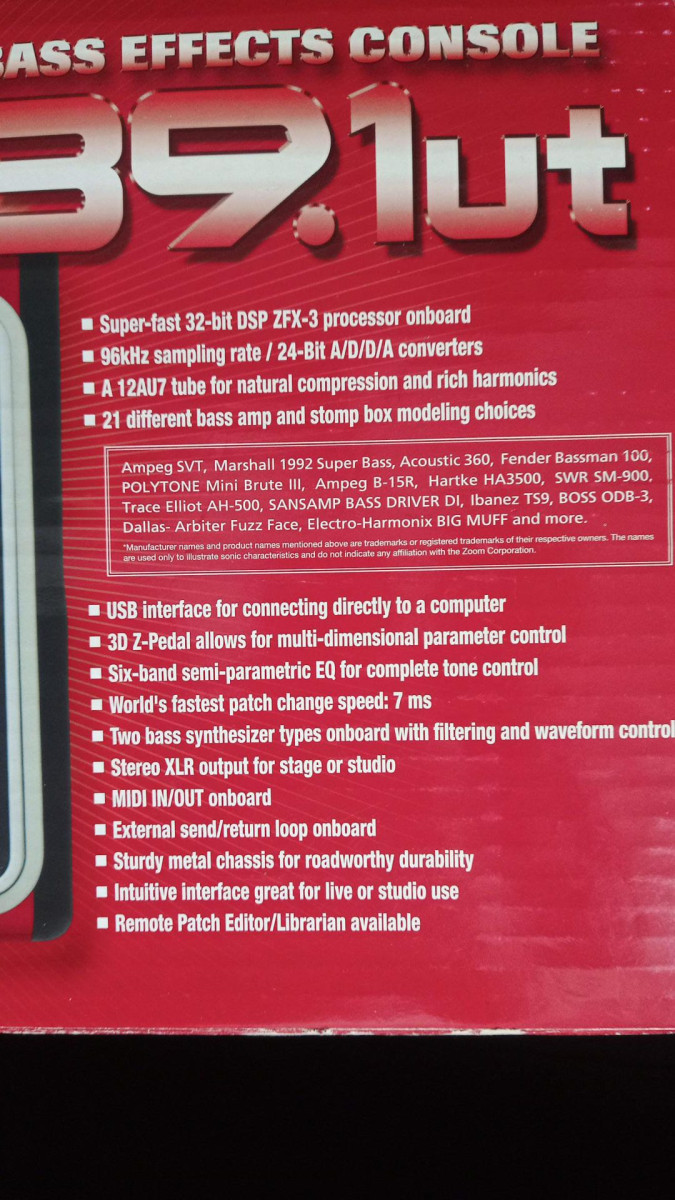 BASS EFFECTS CONSOLE
B9.1ut
■ Super-fast 32-bit DSP ZFX-3 processor onboard
■ 96kHz sampling rate / 24-Bit A/D/D/A converters
■ A 12AU7 tube for natural compression and rich harmonics
■ 21 different bass amp and stomp box modeling choices
Ampeg SVT, Marshall 1992 Super Bass, Acoustic 360, Fender Bassman 100,
POLYTONE Mini Brute III, Ampeg B-15R, Hartke HA3500, SWR SM-900,
Trace Elliot AH-500, SANSAMP BASS DRIVER DI, Ibanez TS9, BOSS ODB-3,
Dallas- Arbiter Fuzz Face, Electro-Harmonix BIG MUFF and more.
*Manufacturer names and product names mentioned above are trademarks or registered trademarks of their respective owners. The names
are used only to illustrate sonic characteristics and do not indicate any affiliation with the Zoom Corporation.
■ USB interface for connecting directly to a computer
■ 3D Z-Pedal allows for multi-dimensional parameter control
■ Six-band semi-parametric EQ for complete tone control
■ World's fastest patch change speed: 7 ms
■ Two bass synthesizer types onboard with filtering and waveform control
■ Stereo XLR output for stage or studio
■ MIDI IN/OUT onboard
■ External send/return loop onboard
■ Sturdy metal chassis for roadworthy durability
■ Intuitive interface great for live or studio use
■ Remote Patch Editor/Librarian available